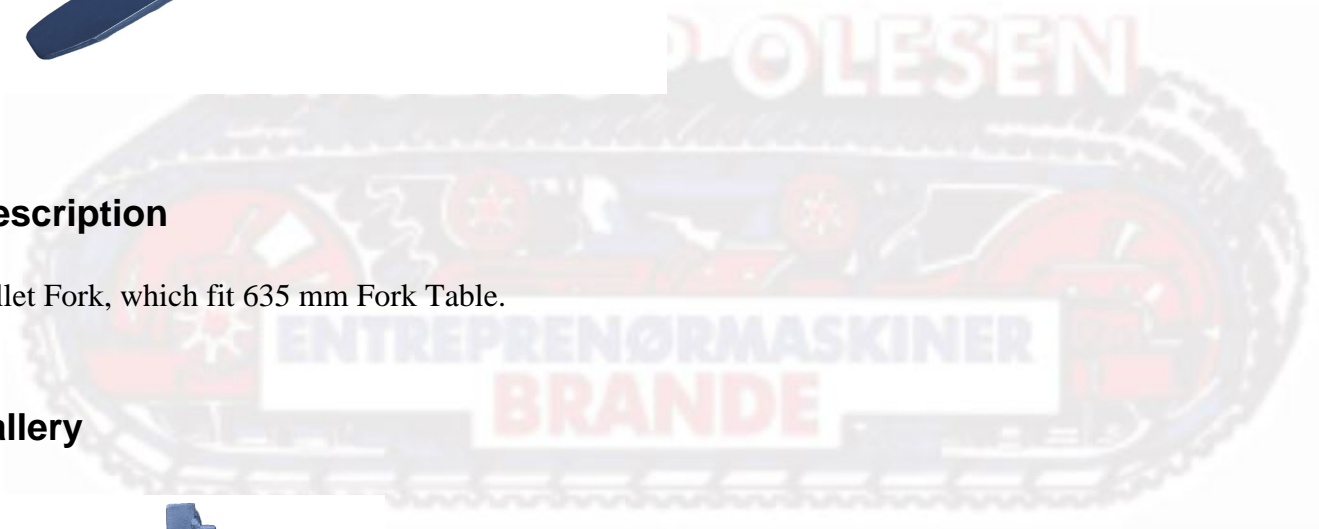 P OLESEN
escription
llet Fork, which fit 635 mm Fork Table.
ENTREPRENØRMASKINER
BRANDE
allery